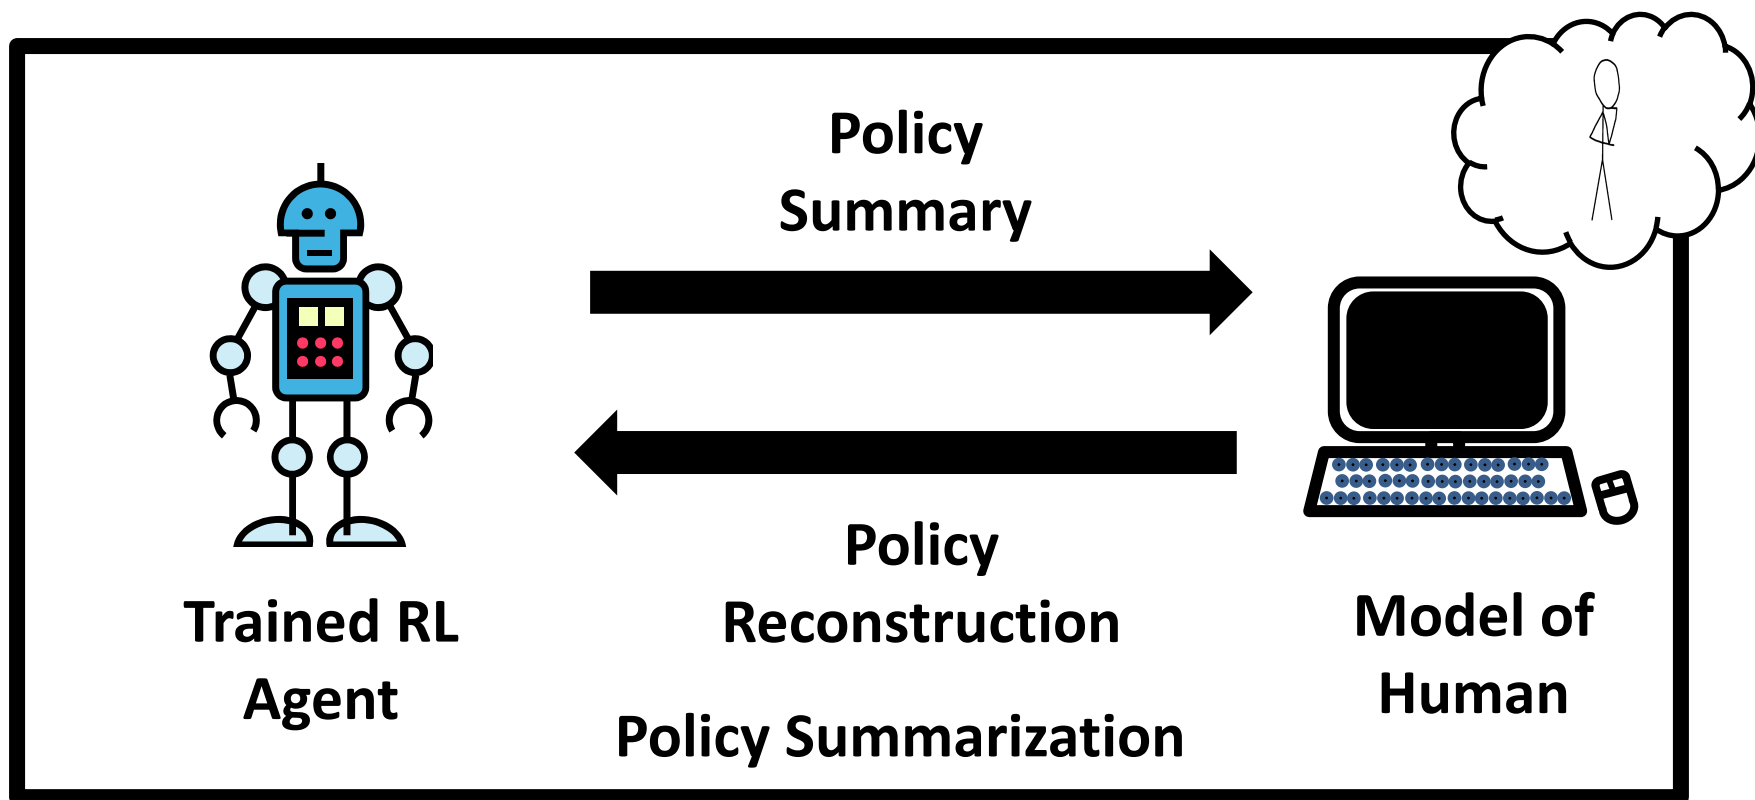 Policy
Summary
Trained RL
Agent
Policy
Reconstruction
Model of
Human
Policy Summarization